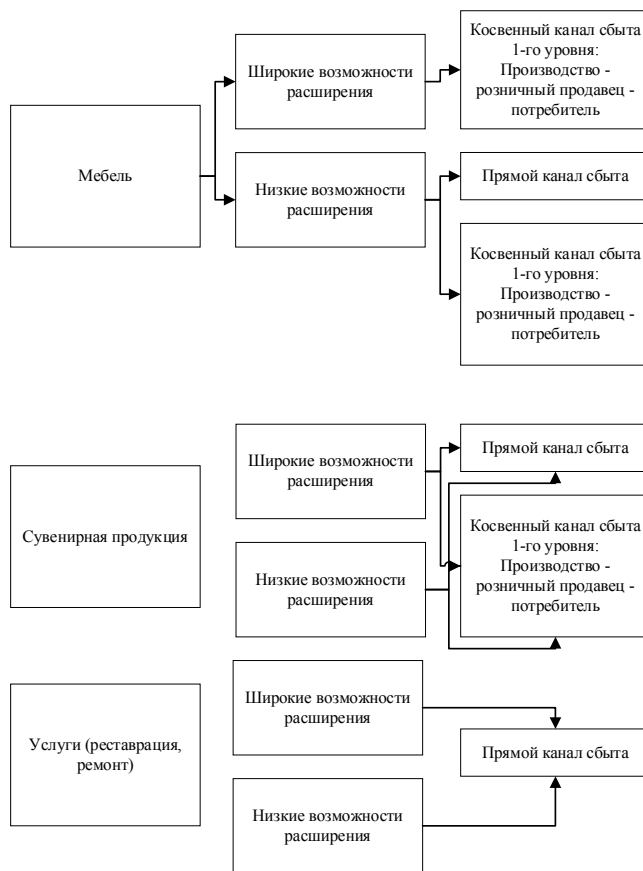 Мебель
Широкие возможности
расширения
Косвенный канал сбыта
1-го уровня:
Производство -
розничный продавец -
потребитель
Низкие возможности
расширения
Прямой канал сбыта
Косвенный канал сбыта
1-го уровня:
Производство -
розничный продавец -
потребитель
Сувенирная продукция
Широкие возможности
расширения
Прямой канал сбыта
Низкие возможности
расширения
Косвенный канал сбыта
1-го уровня:
Производство -
розничный продавец -
потребитель
Услуги (реставрация,
ремонт)
Широкие возможности
расширения
Прямой канал сбыта
Низкие возможности
расширения